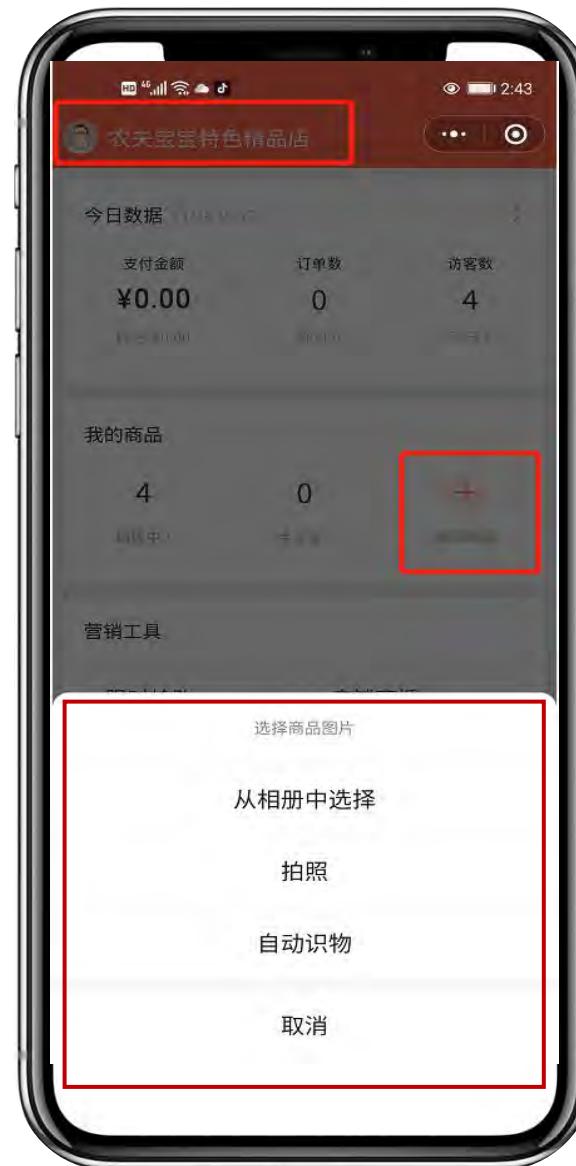 HD 4G 2:43
农夫宝宝特色精品店
今日数据
支付金额 订单数 访客数
¥0.00 0 4
我的商品
4 0 +
营销工具
选择商品图片
从相册中选择
拍照
自动识物
取消